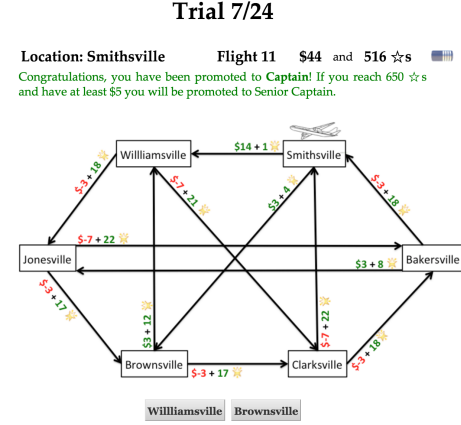 Trial 7/24
Location: Smithsville Flight 11 $44 and 516 ☆s
Congratulations, you have been promoted to Captain! If you reach 650 ☆s
and have at least $5 you will be promoted to Senior Captain.
$14 + 1
Willliamsville
Smithsville
$-3 + 18
$-7 + 21
$3 + 4
$-3 + 18
$-7 + 22
Jonesville
Bakersville
$3 + 8
$-3 + 17
$3 + 12
$-7 + 22
$-3 + 18
Brownsville
Clarksville
$-3 + 17
Willliamsville Brownsville